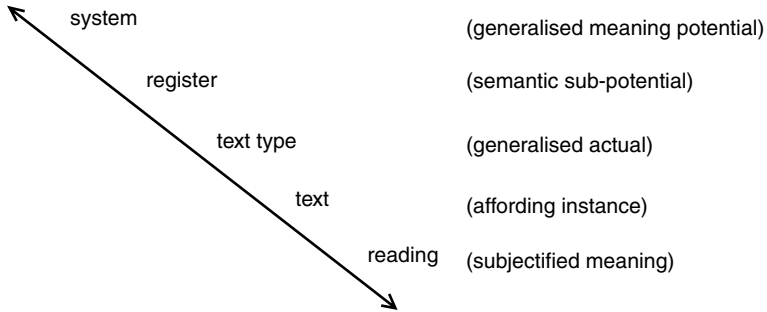 system (generalised meaning potential)
register (semantic sub-potential)
text type (generalised actual)
text (affording instance)
reading (subjectified meaning)